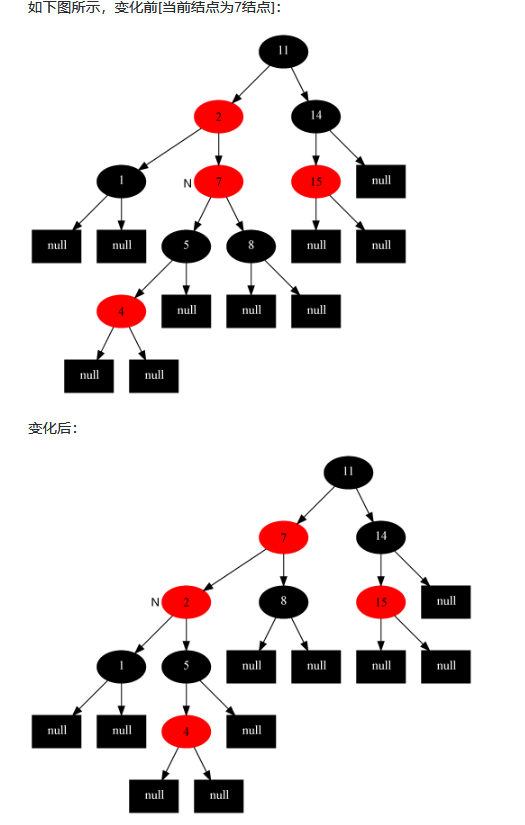 如下图所示，变化前[当前结点为7结点]：
11
2 14
1 N 7 15 null
null null 5 8 null null
4 null null null
null null
变化后：
11
7 14
N 2 8 15 null
1 5 null null null null
null null 4 null
null null